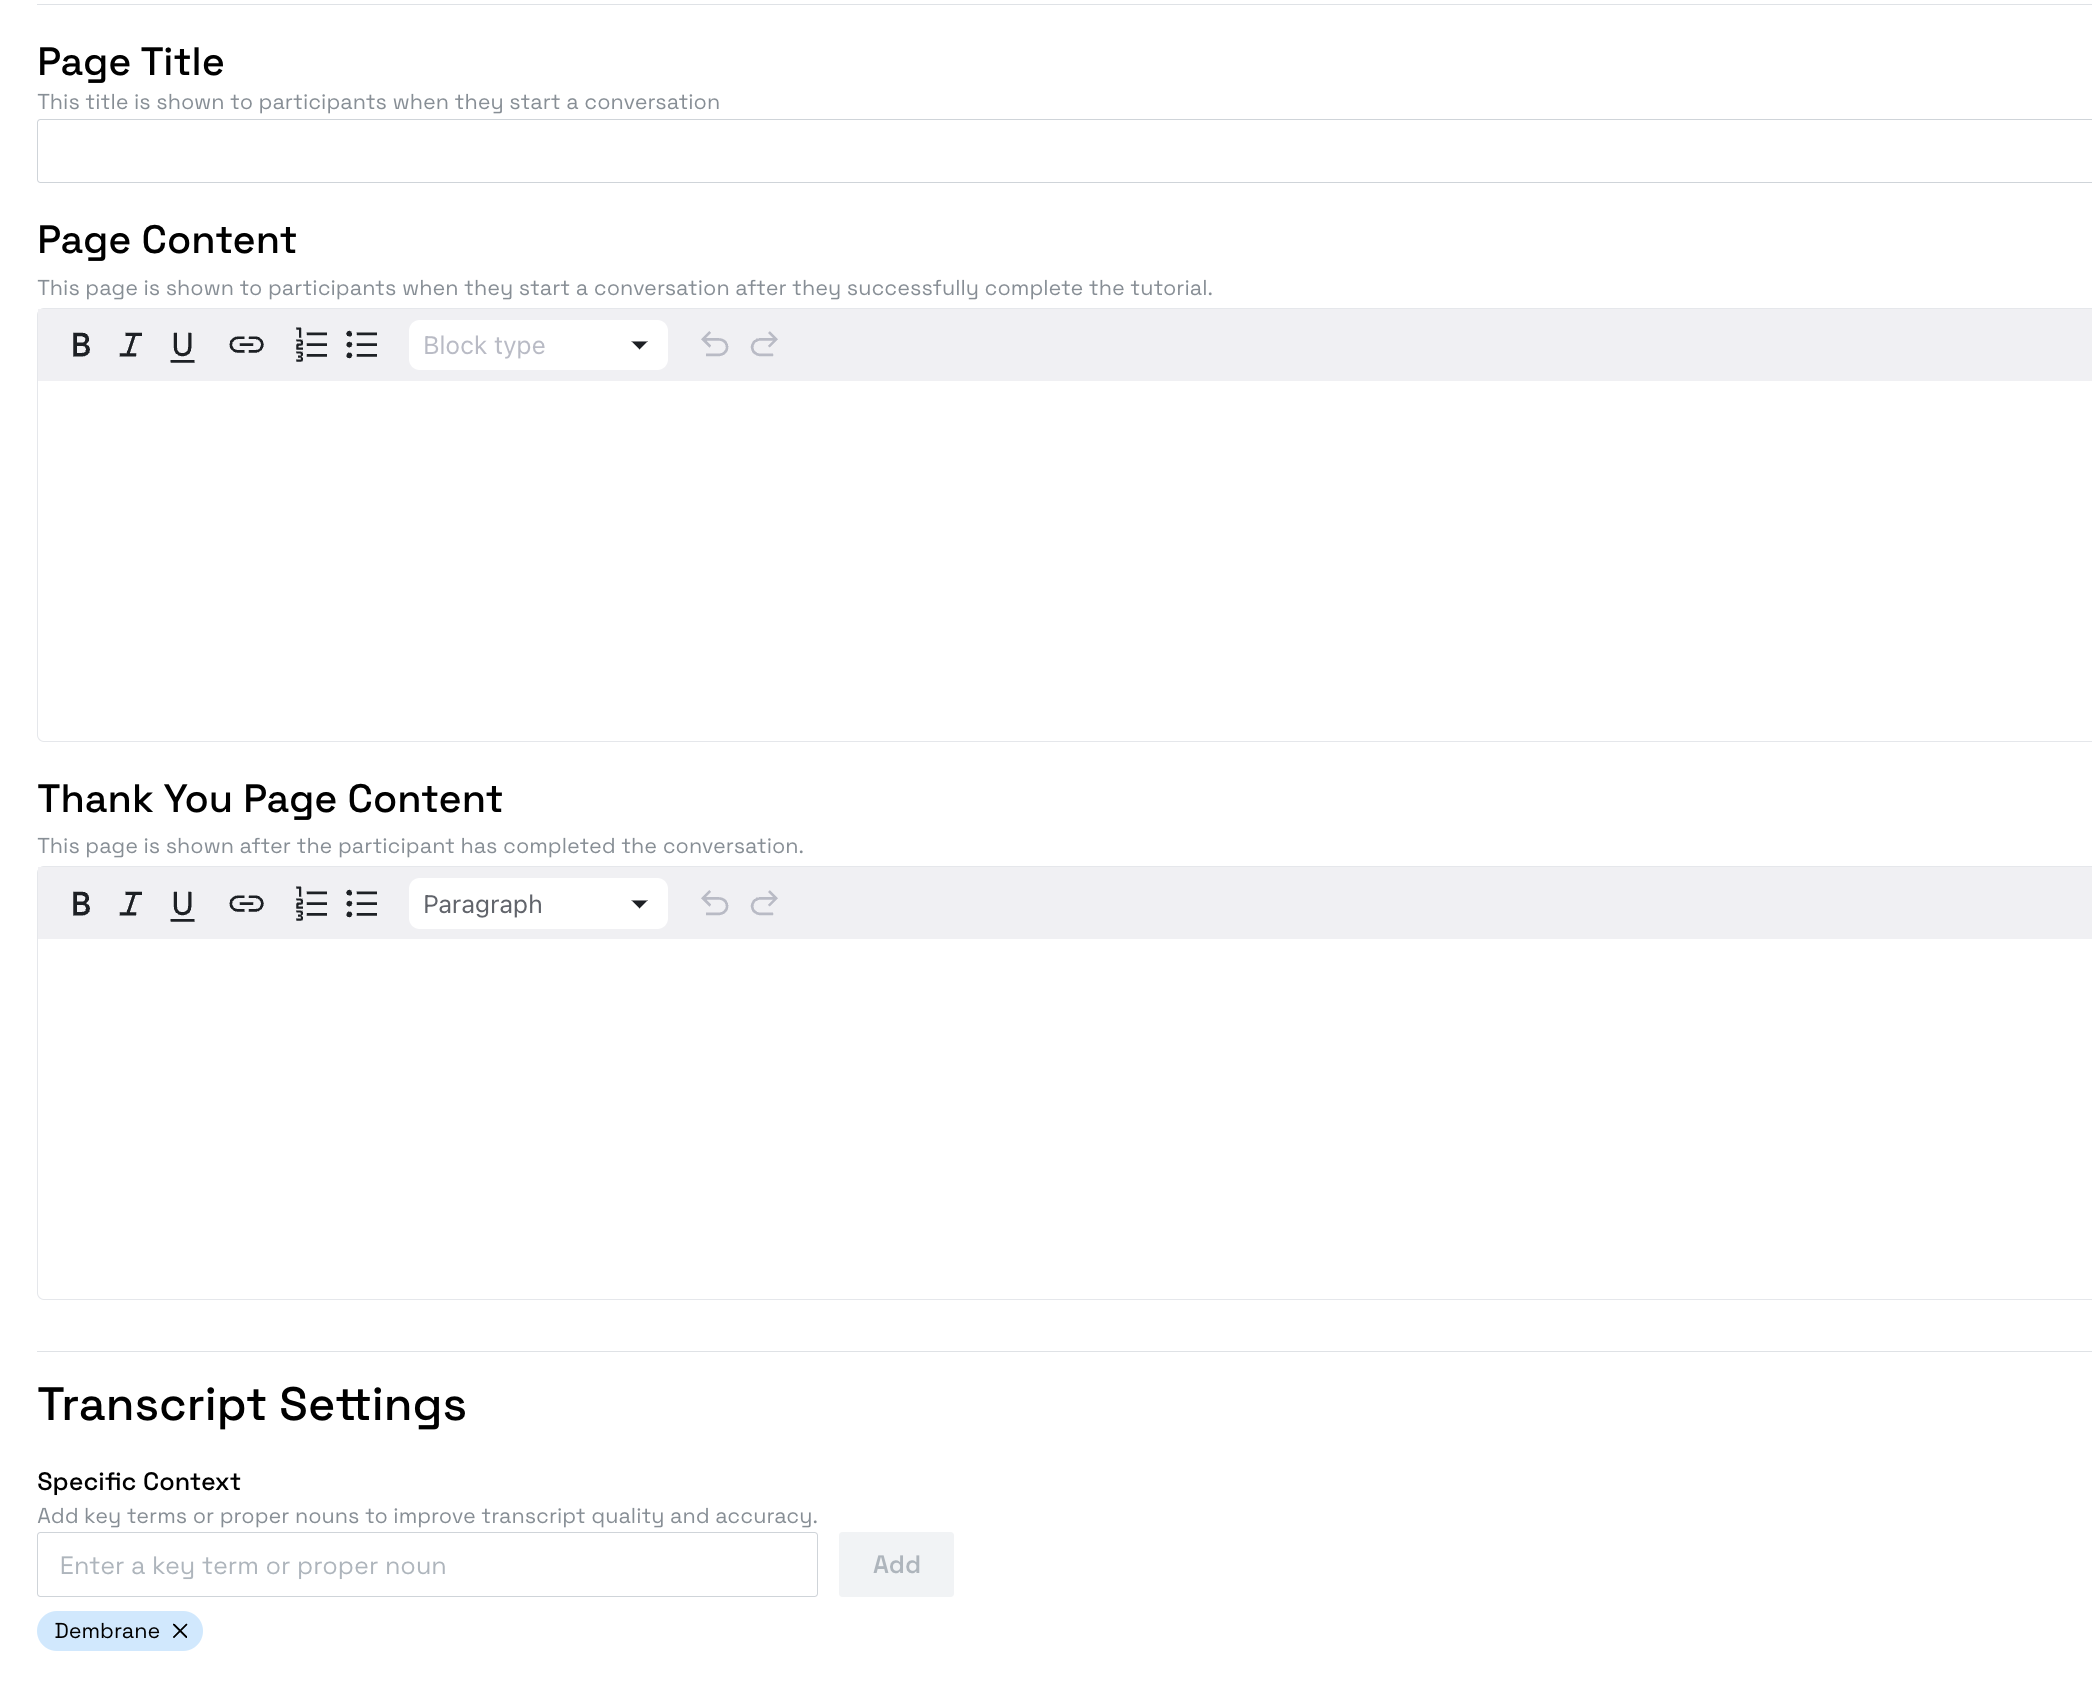 Page Title
This title is shown to participants when they start a conversation
Page Content
This page is shown to participants when they start a conversation after they successfully complete the tutorial.
B I U Block type
Thank You Page Content
This page is shown after the participant has completed the conversation.
B I U Paragraph
Transcript Settings
Specific Context
Add key terms or proper nouns to improve transcript quality and accuracy.
Enter a key term or proper noun Add
Dembrane